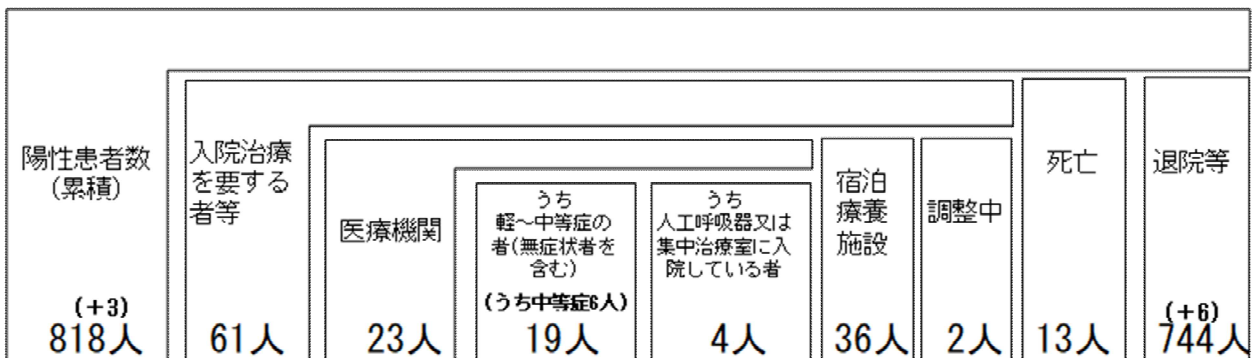 陽性患者数
(累積)
(+3)
818人
入院治療
を要する
者等
61人
医療機関
23人
うち
軽～中等症の
者(無症状者を
含む)
(うち中等症6人)
19人
うち
人工呼吸器又は
集中治療室に入
院している者
4人
宿泊
療養
施設
36人
調整中
2人
死亡
13人
退院等
(+6)
744人